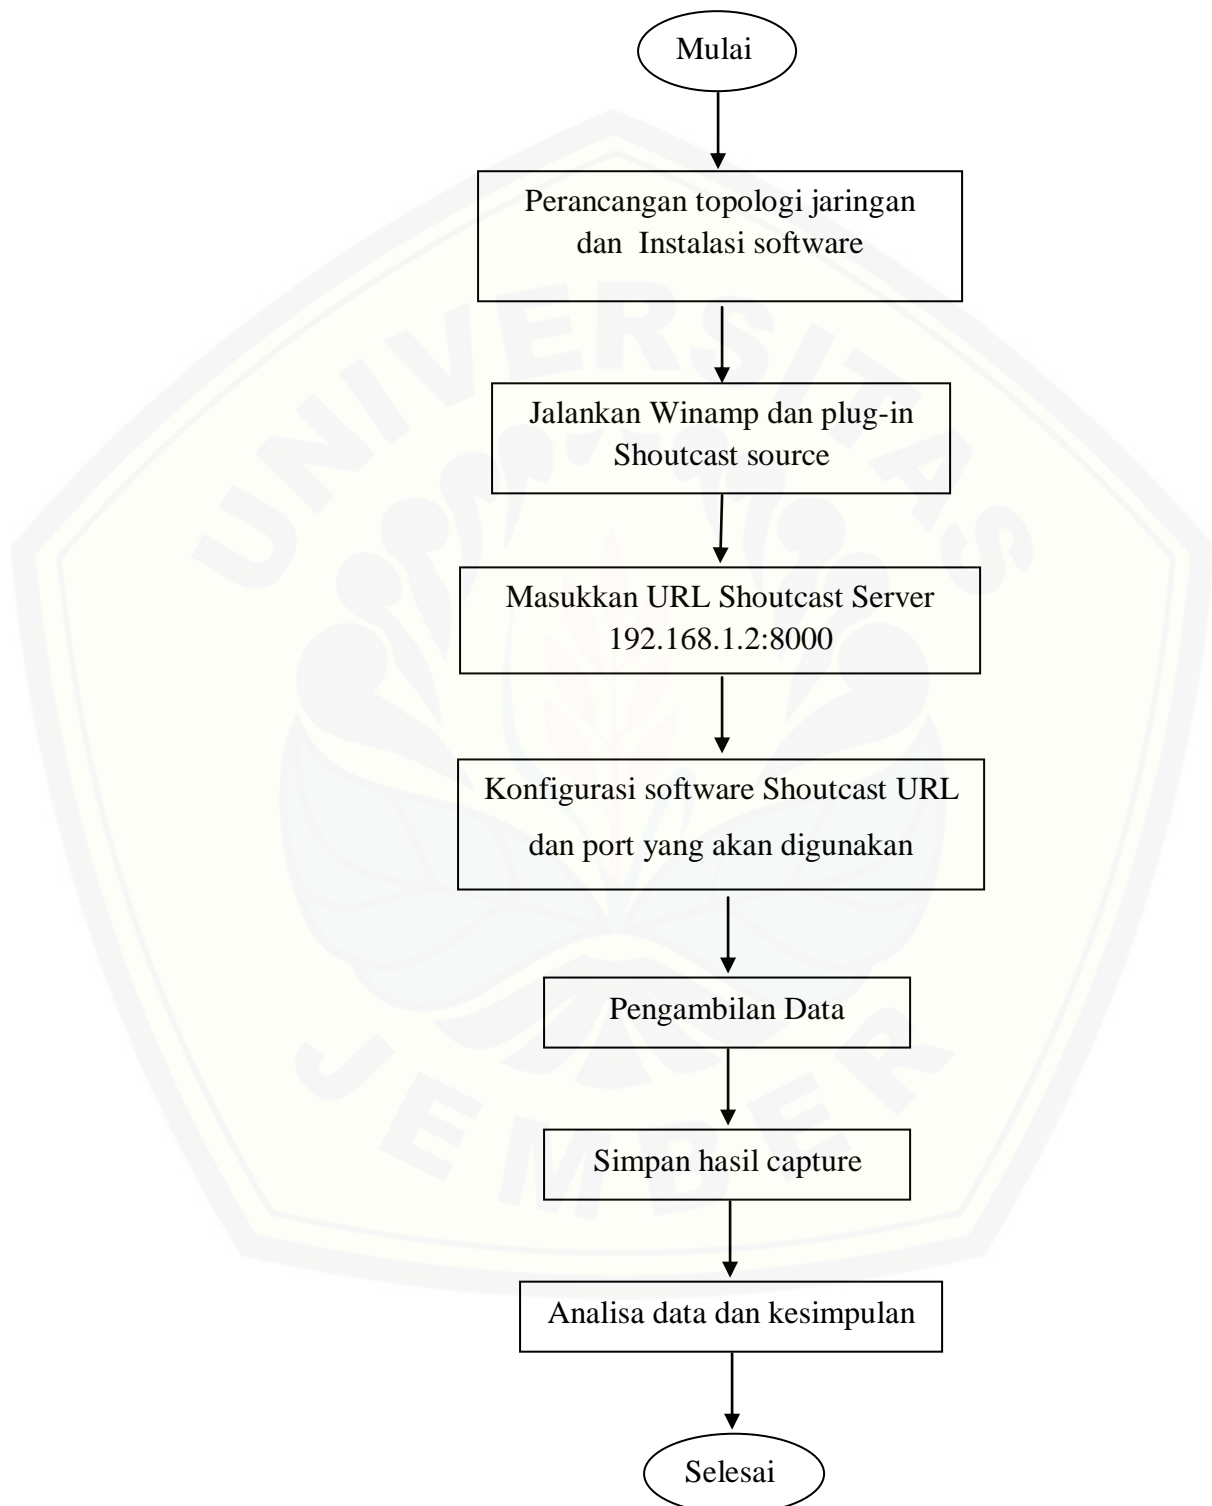 Mulai
Perancangan topologi jaringan
dan Instalasi software
Jalankan Winamp dan plug-in
Shoutcast source
Masukkan URL Shoutcast Server
192.168.1.2:8000
Konfigurasi software Shoutcast URL
dan port yang akan digunakan
Pengambilan Data
Simpan hasil capture
Analisa data dan kesimpulan
Selesai
UNIVERSITAS
JEMBER